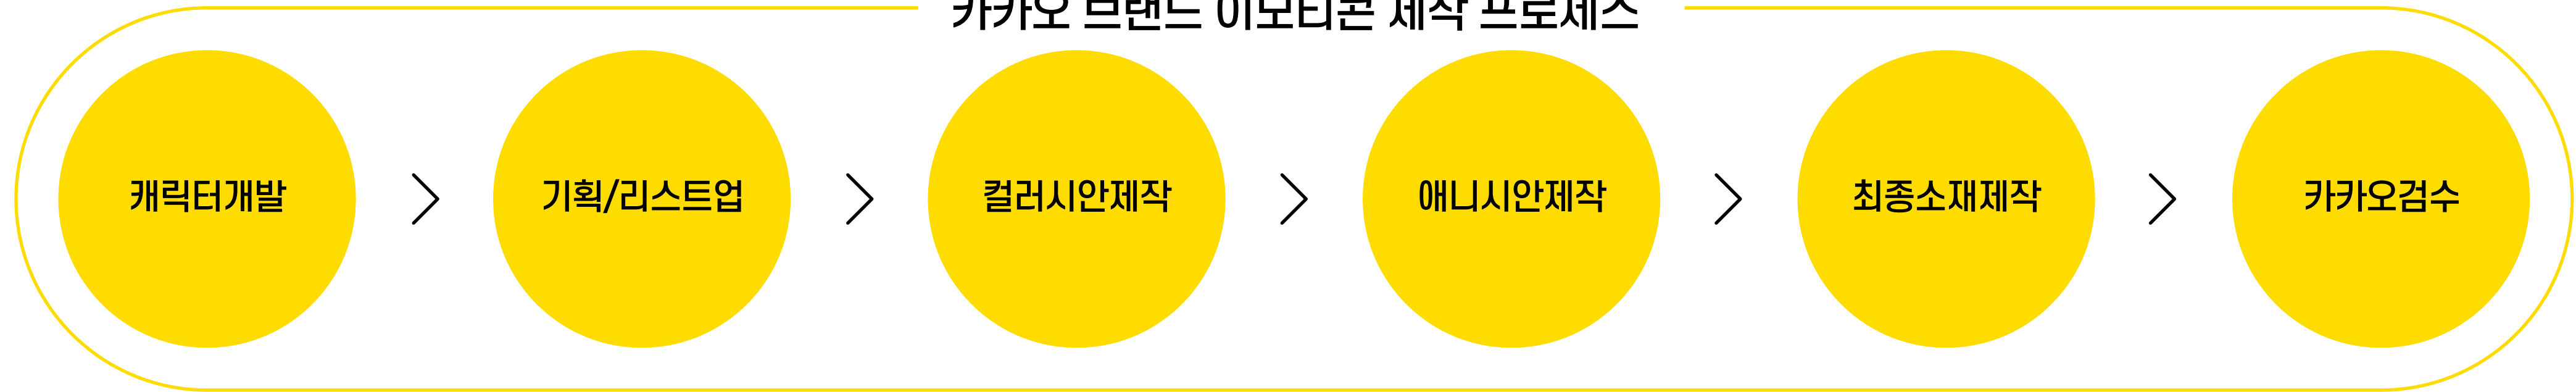 카카오 브랜드 이모티콘 제작 프로세스
캐릭터개발
기획/리스트업
컬러시안제작
애니시안제작
최종소재제작
카카오검수